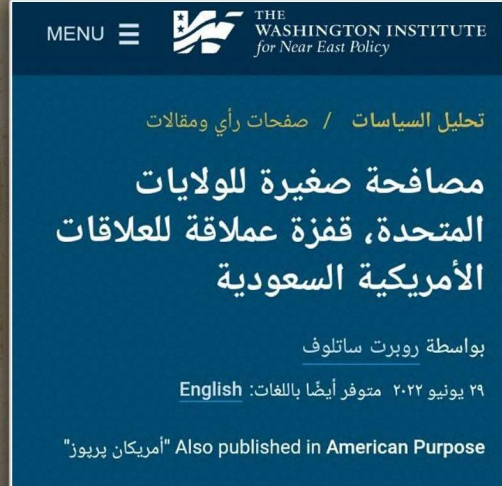 MENU
THE
WASHINGTON INSTITUTE
for Near East Policy
تحليل السياسات / صفحات رأي ومقالات
مصافحة صغيرة للولايات
المتحدة، قفزة عملاقة للعلاقات
الأمريكية السعودية
بواسطة روبرت ساتلوف
٢٩ يونيو ٢٠٢٢ متوفر أيضًا باللغات: English
Also published in American Purpose "أمريكان پرپوز"